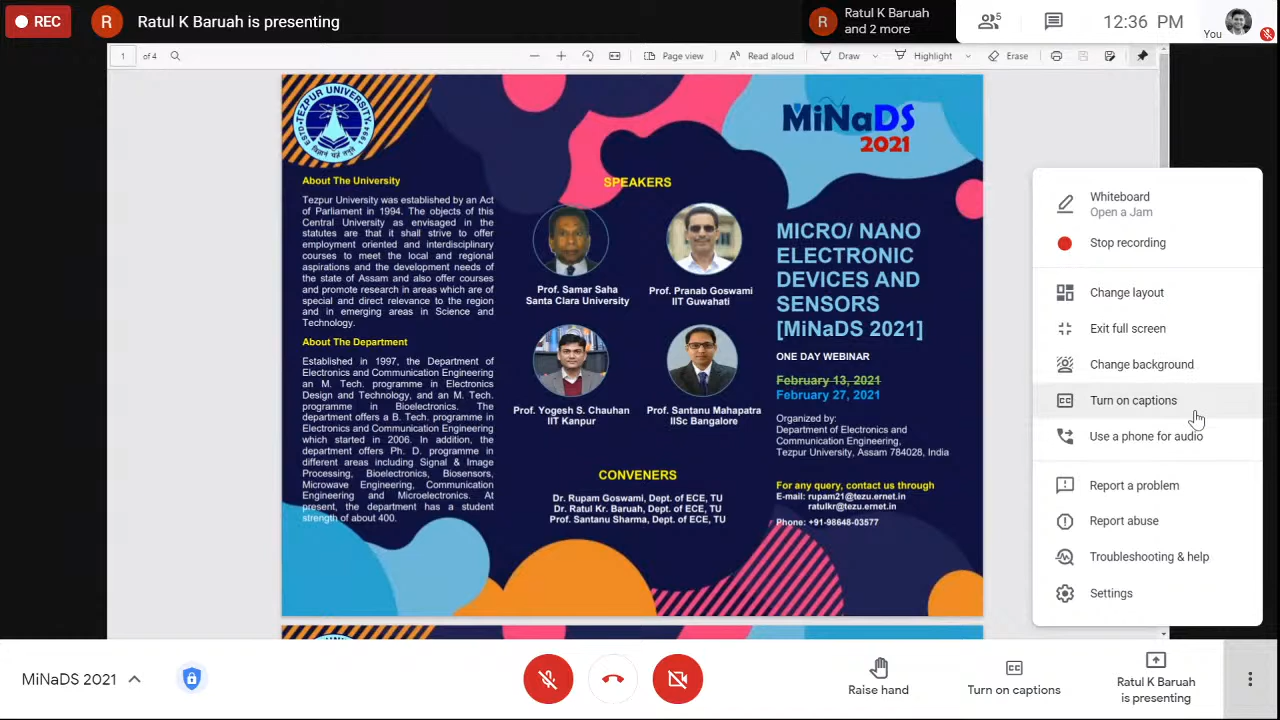 REC
R
Ratul K Baruah is presenting
R
Ratul K Baruah
and 2 more
5
12:36 PM
You
1
of 4
Page view
Read aloud
Draw
Highlight
Erase
TEZPUR UNIVERSITY
ESTD
1994
विज्ञानं यज्ञं तनुते
MiNaDS
2021
About The University
Tezpur University was established by an Act
of Parliament in 1994. The objects of this
Central University as envisaged in the
statutes are that it shall strive to offer
employment oriented and interdisciplinary
courses to meet the local and regional
aspirations and the development needs of
the state of Assam and also offer courses
and promote research in areas which are of
special and direct relevance to the region
and in emerging areas in Science and
Technology.
About The Department
Established in 1997, the Department of
Electronics and Communication Engineering
an M. Tech. programme in Electronics
Design and Technology, and an M. Tech.
programme in Bioelectronics. The
department offers a B. Tech. programme in
Electronics and Communication Engineering
which started in 2006. In addition, the
department offers Ph. D. programme in
different areas including Signal & Image
Processing, Bioelectronics, Biosensors,
Microwave Engineering, Communication
Engineering and Microelectronics. At
present, the department has a student
strength of about 400.
SPEAKERS
Prof. Samar Saha
Santa Clara University
Prof. Pranab Goswami
IIT Guwahati
Prof. Yogesh S. Chauhan
IIT Kanpur
Prof. Santanu Mahapatra
IISc Bangalore
CONVENERS
Dr. Rupam Goswami, Dept. of ECE, TU
Dr. Ratul Kr. Baruah, Dept. of ECE, TU
Prof. Santanu Sharma, Dept. of ECE, TU
MICRO/ NANO
ELECTRONIC
DEVICES AND
SENSORS
[MiNaDS 2021]
ONE DAY WEBINAR
February 13, 2021
February 27, 2021
Organized by:
Department of Electronics and
Communication Engineering,
Tezpur University, Assam 784028, India
For any query, contact us through
E-mail: rupam21@tezu.ernet.in
ratulkr@tezu.ernet.in
Phone: +91-98648-03577
Whiteboard
Open a Jam
Stop recording
Change layout
Exit full screen
Change background
Turn on captions
Use a phone for audio
Report a problem
Report abuse
Troubleshooting & help
Settings
MiNaDS 2021
Raise hand
Turn on captions
Ratul K Baruah
is presenting